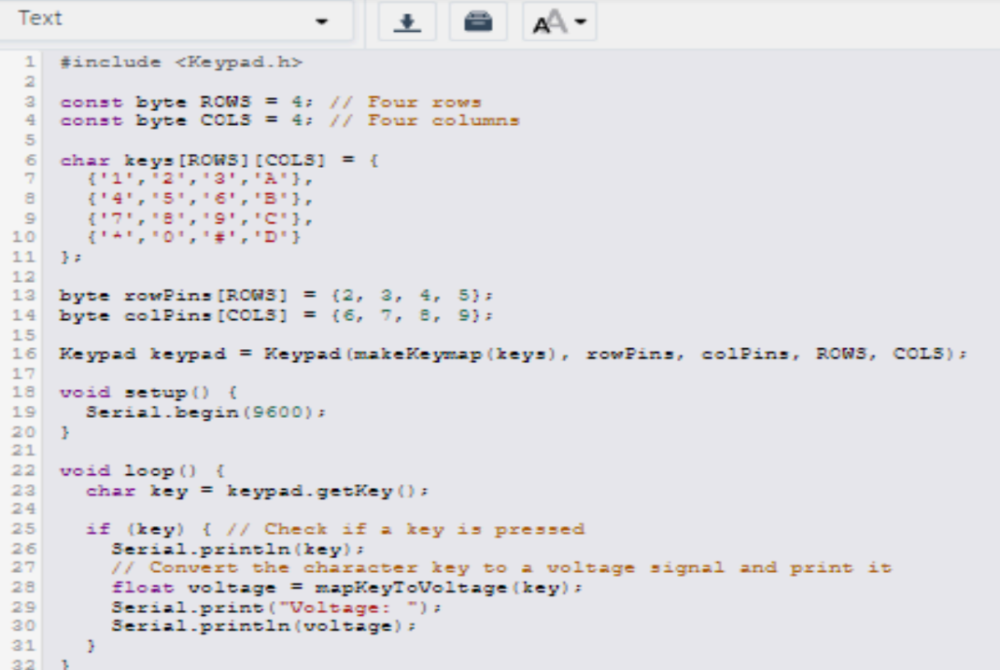 Text
1 #include <Keypad.h>
2
3 const byte ROWS = 4; // Four rows
4 const byte COLS = 4; // Four columns
5
6 char keys[ROWS][COLS] = {
7   {'1','2','3','A'},
8   {'4','5','6','B'},
9   {'7','8','9','C'},
10   {'*','0','#','D'}
11 };
12
13 byte rowPins[ROWS] = {2, 3, 4, 5};
14 byte colPins[COLS] = {6, 7, 8, 9};
15
16 Keypad keypad = Keypad(makeKeymap(keys), rowPins, colPins, ROWS, COLS);
17
18 void setup() {
19   Serial.begin(9600);
20 }
21
22 void loop() {
23   char key = keypad.getKey();
24
25   if (key) { // Check if a key is pressed
26     Serial.println(key);
27     // Convert the character key to a voltage signal and print it
28     float voltage = mapKeyToVoltage(key);
29     Serial.print("Voltage: ");
30     Serial.println(voltage);
31   }
32 }